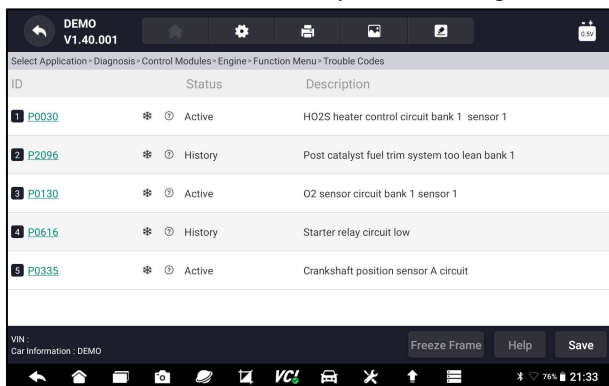 DEMO
V1.40.001
- +
0.5V
Select Application > Diagnosis > Control Modules > Engine > Function Menu > Trouble Codes
ID Status Description
1 P0030 Active HO2S heater control circuit bank 1 sensor 1
2 P2096 History Post catalyst fuel trim system too lean bank 1
3 P0130 Active O2 sensor circuit bank 1 sensor 1
4 P0616 History Starter relay circuit low
5 P0335 Active Crankshaft position sensor A circuit
VIN :
Car Information : DEMO
Freeze Frame Help Save
VC! 76% 21:33